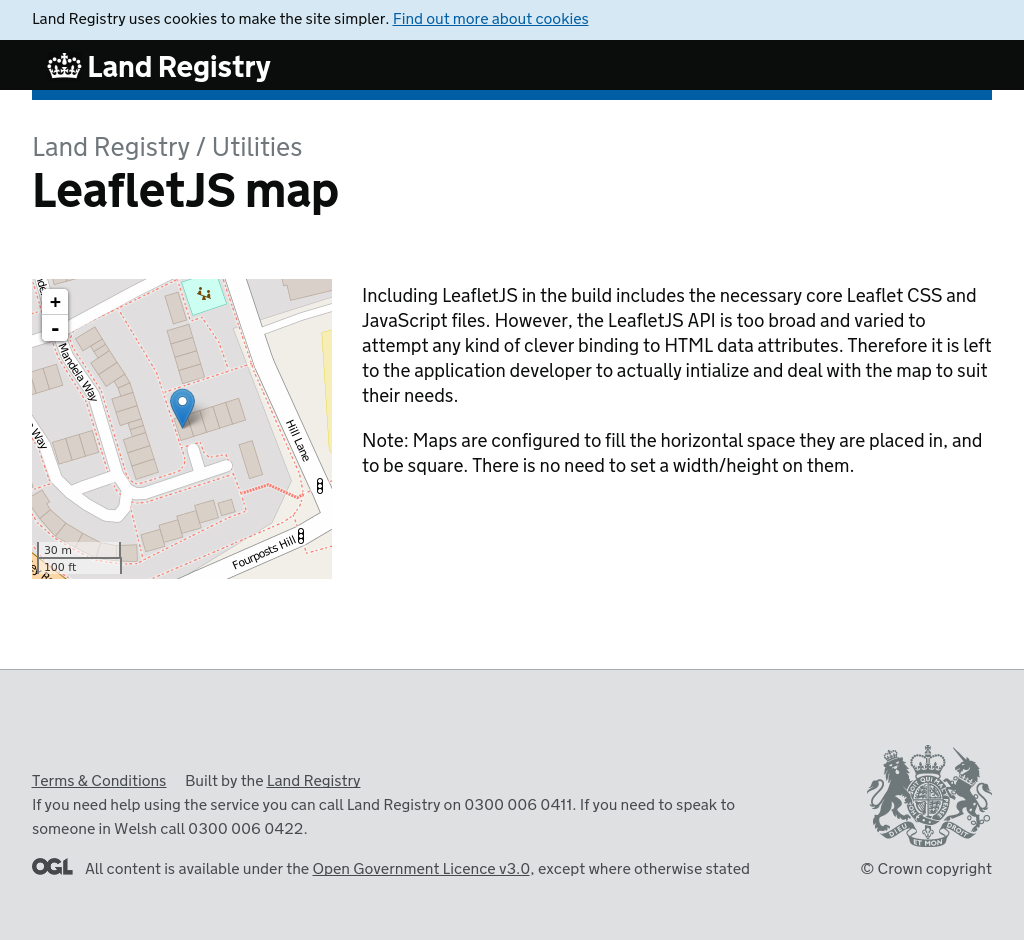 Land Registry uses cookies to make the site simpler. Find out more about cookies
Land Registry
Land Registry / Utilities
LeafletJS map
+
-
Mandela Way
Way
Hill Lane
Fourposts Hill
30 m
100 ft
Including LeafletJS in the build includes the necessary core Leaflet CSS and
JavaScript files. However, the LeafletJS API is too broad and varied to
attempt any kind of clever binding to HTML data attributes. Therefore it is left
to the application developer to actually intialize and deal with the map to suit
their needs.
Note: Maps are configured to fill the horizontal space they are placed in, and
to be square. There is no need to set a width/height on them.
Terms & Conditions Built by the Land Registry
If you need help using the service you can call Land Registry on 0300 006 0411. If you need to speak to
someone in Welsh call 0300 006 0422.
OGL All content is available under the Open Government Licence v3.0, except where otherwise stated
© Crown copyright